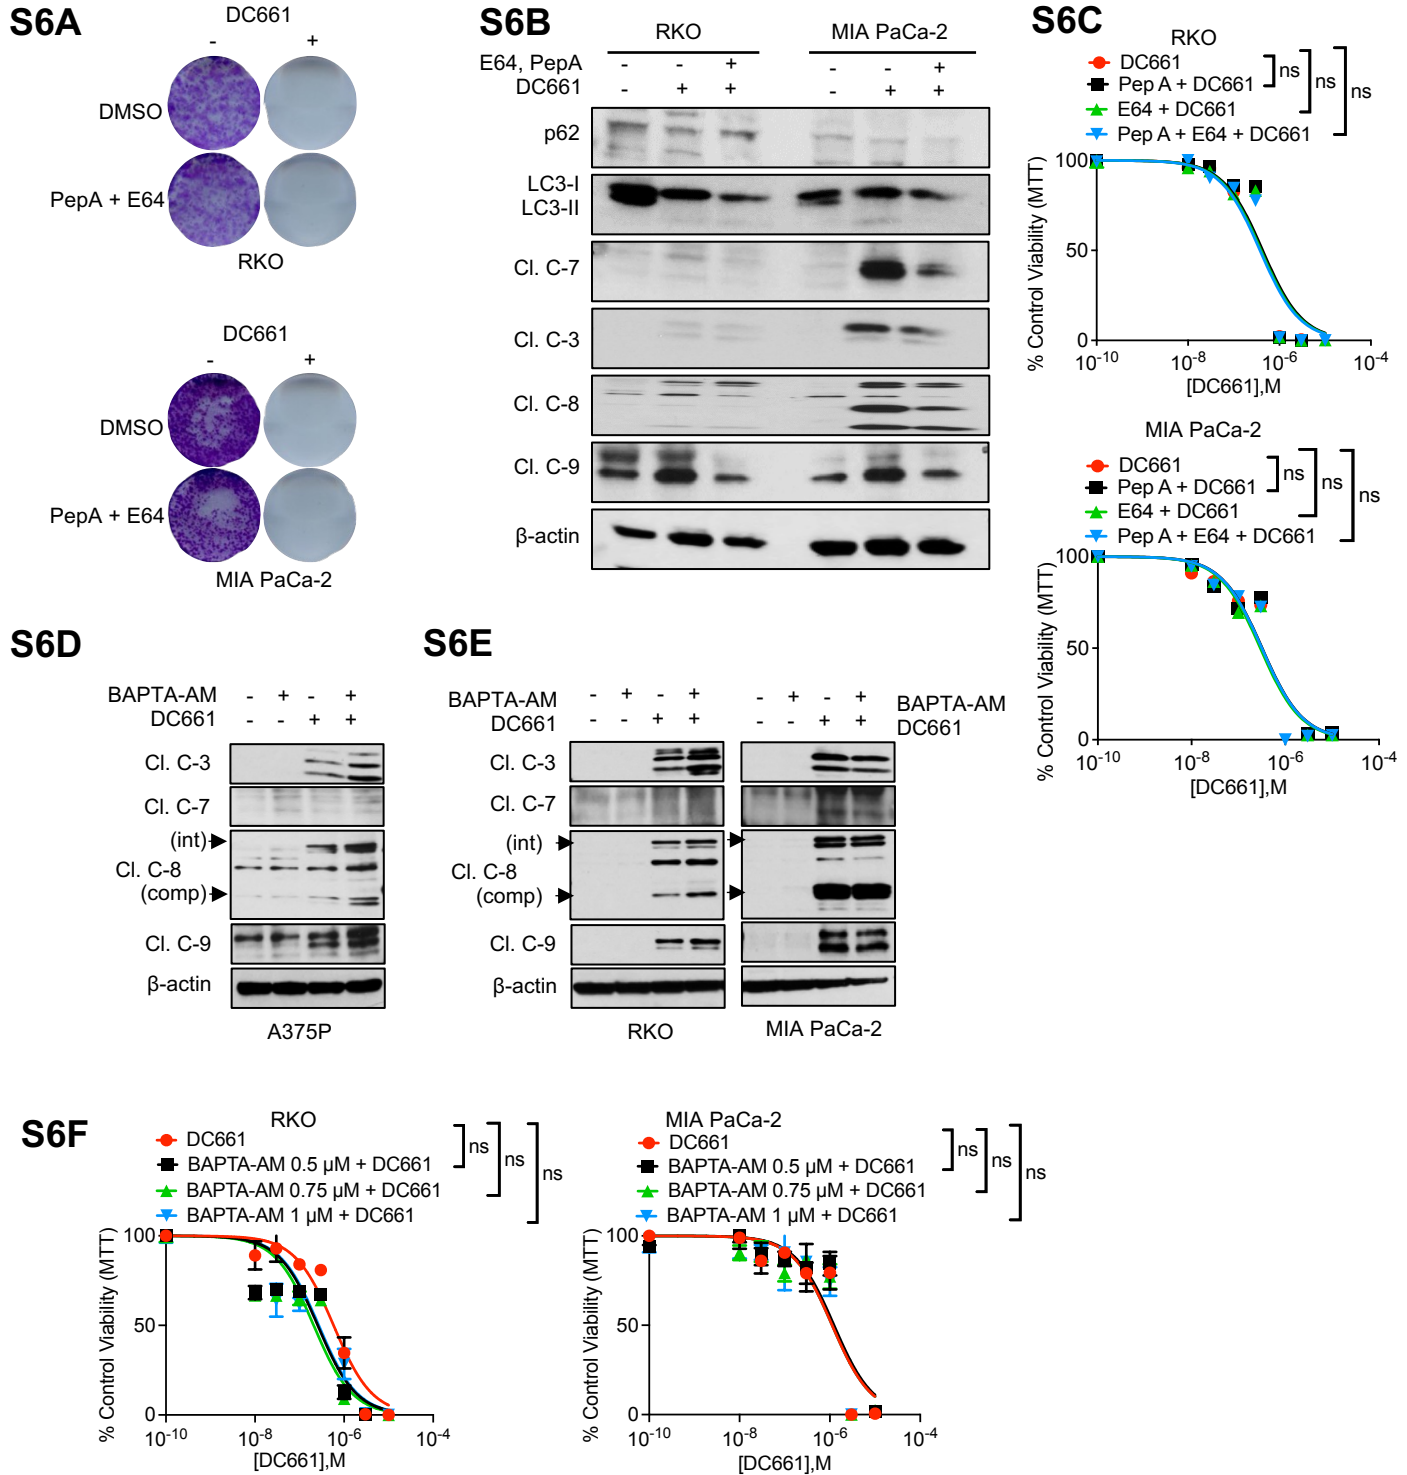 S6A
DC661
- +
DMSO
PepA + E64
RKO
DC661
- +
DMSO
PepA + E64
MIA PaCa-2
S6B
RKO MIA PaCa-2
E64, PepA - - + - - +
DC661 - + + - + +
p62
LC3-I
LC3-II
Cl. C-7
Cl. C-3
Cl. C-8
Cl. C-9
β-actin
S6C
RKO
DC661
Pep A + DC661
E64 + DC661
Pep A + E64 + DC661
ns
ns
ns
% Control Viability (MTT)
100
50
0
10-10 10-8 10-6 10-4
[DC661],M
MIA PaCa-2
DC661
Pep A + DC661
E64 + DC661
Pep A + E64 + DC661
ns
ns
ns
% Control Viability (MTT)
100
50
0
10-10 10-8 10-6 10-4
[DC661],M
S6D
BAPTA-AM - + - +
DC661 - - + +
Cl. C-3
Cl. C-7
(int)
Cl. C-8
(comp)
Cl. C-9
β-actin
A375P
S6E
BAPTA-AM - + - + - + - + BAPTA-AM
DC661 - - + + - - + + DC661
Cl. C-3
Cl. C-7
(int)
Cl. C-8
(comp)
Cl. C-9
β-actin
RKO MIA PaCa-2
S6F
RKO
DC661
BAPTA-AM 0.5 µM + DC661
BAPTA-AM 0.75 µM + DC661
BAPTA-AM 1 µM + DC661
ns
ns
ns
% Control Viability (MTT)
100
50
0
10-10 10-8 10-6 10-4
[DC661],M
MIA PaCa-2
DC661
BAPTA-AM 0.5 µM + DC661
BAPTA-AM 0.75 µM + DC661
BAPTA-AM 1 µM + DC661
ns
ns
ns
% Control Viability (MTT)
100
50
0
10-10 10-8 10-6 10-4
[DC661],M